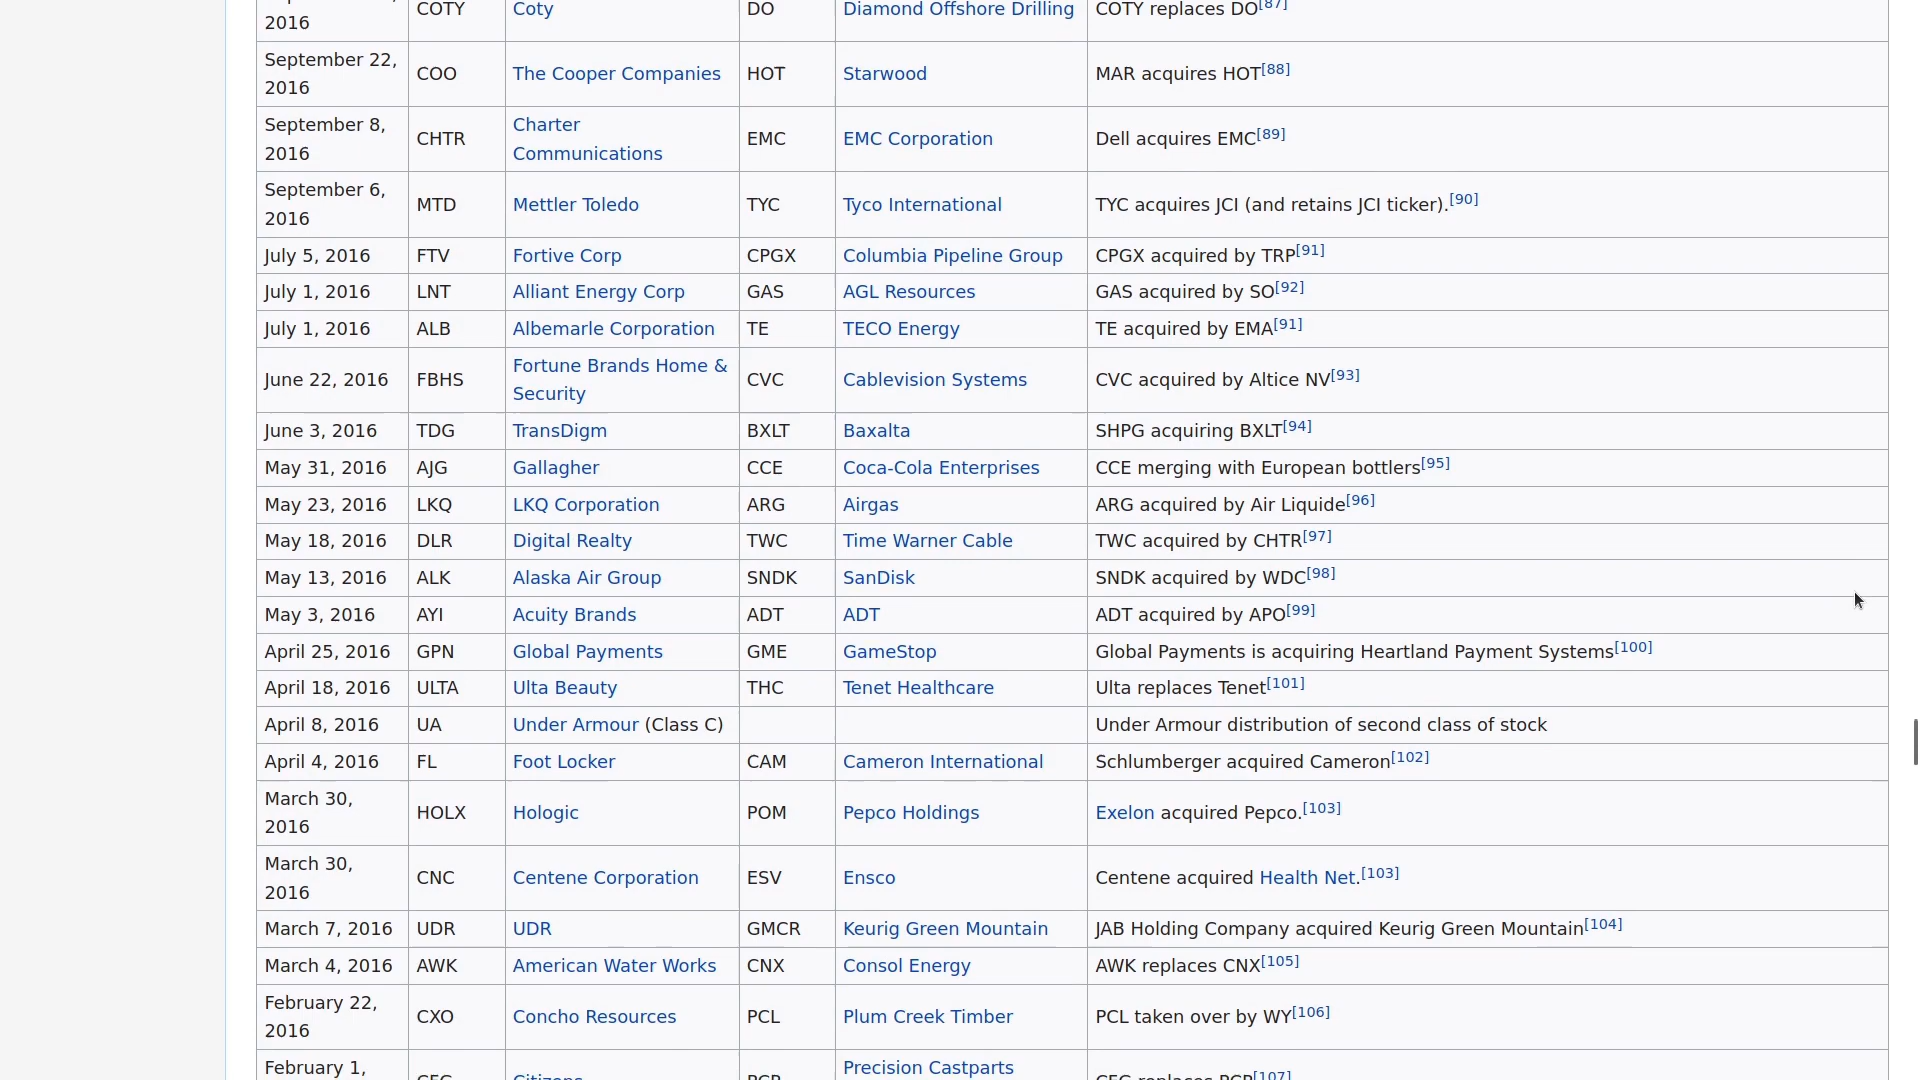 2016 COTY Coty DO Diamond Offshore Drilling COTY replaces DO[87]
September 22, 2016 COO The Cooper Companies HOT Starwood MAR acquires HOT[88]
September 8, 2016 CHTR Charter Communications EMC EMC Corporation Dell acquires EMC[89]
September 6, 2016 MTD Mettler Toledo TYC Tyco International TYC acquires JCI (and retains JCI ticker).[90]
July 5, 2016 FTV Fortive Corp CPGX Columbia Pipeline Group CPGX acquired by TRP[91]
July 1, 2016 LNT Alliant Energy Corp GAS AGL Resources GAS acquired by SO[92]
July 1, 2016 ALB Albemarle Corporation TE TECO Energy TE acquired by EMA[91]
June 22, 2016 FBHS Fortune Brands Home & Security CVC Cablevision Systems CVC acquired by Altice NV[93]
June 3, 2016 TDG TransDigm BXLT Baxalta SHPG acquiring BXLT[94]
May 31, 2016 AJG Gallagher CCE Coca-Cola Enterprises CCE merging with European bottlers[95]
May 23, 2016 LKQ LKQ Corporation ARG Airgas ARG acquired by Air Liquide[96]
May 18, 2016 DLR Digital Realty TWC Time Warner Cable TWC acquired by CHTR[97]
May 13, 2016 ALK Alaska Air Group SNDK SanDisk SNDK acquired by WDC[98]
May 3, 2016 AYI Acuity Brands ADT ADT ADT acquired by APO[99]
April 25, 2016 GPN Global Payments GME GameStop Global Payments is acquiring Heartland Payment Systems[100]
April 18, 2016 ULTA Ulta Beauty THC Tenet Healthcare Ulta replaces Tenet[101]
April 8, 2016 UA Under Armour (Class C) Under Armour distribution of second class of stock
April 4, 2016 FL Foot Locker CAM Cameron International Schlumberger acquired Cameron[102]
March 30, 2016 HOLX Hologic POM Pepco Holdings Exelon acquired Pepco.[103]
March 30, 2016 CNC Centene Corporation ESV Ensco Centene acquired Health Net.[103]
March 7, 2016 UDR UDR GMCR Keurig Green Mountain JAB Holding Company acquired Keurig Green Mountain[104]
March 4, 2016 AWK American Water Works CNX Consol Energy AWK replaces CNX[105]
February 22, 2016 CXO Concho Resources PCL Plum Creek Timber PCL taken over by WY[106]
February 1, CFG Citizens PCP Precision Castparts CFG replaces PCP[107]